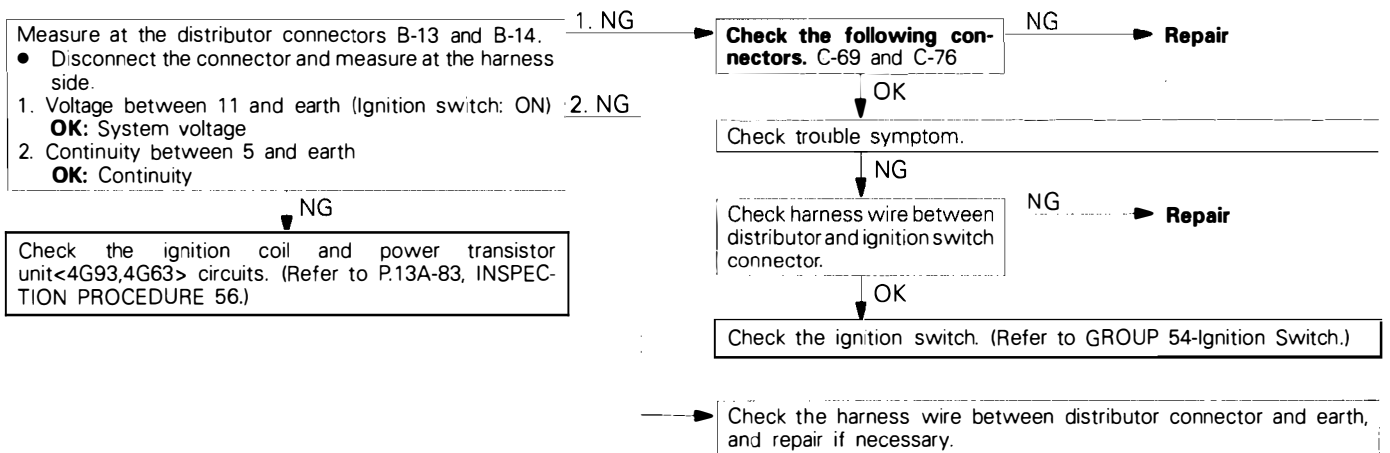 Measure at the distributor connectors B-13 and B-14.
● Disconnect the connector and measure at the harness
side.
1. Voltage between 11 and earth (Ignition switch: ON)
OK: System voltage
2. Continuity between 5 and earth
OK: Continuity
1. NG
2. NG
NG
Check the ignition coil and power transistor
unit<4G93,4G63> circuits. (Refer to P.13A-83, INSPEC-
TION PROCEDURE 56.)
Check the following con-
nectors. C-69 and C-76
NG
Repair
OK
Check trouble symptom.
NG
Check harness wire between
distributor and ignition switch
connector.
NG
Repair
OK
Check the ignition switch. (Refer to GROUP 54-Ignition Switch.)
Check the harness wire between distributor connector and earth,
and repair if necessary.